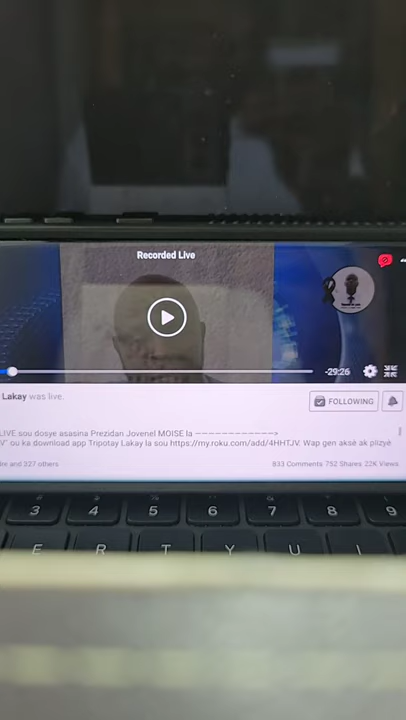 Recorded Live
-29:26
Lakay was live.
FOLLOWING
LIVE sou dosye asasina Prezidan Jovenel MOISE la ———————————>
V" ou ka download app Tripotay Lakay la sou https://my.roku.com/add/4HHTJV. Wap gen aksè ak plizyè
and 327 others
833 Comments 752 Shares 22K Views
3 4 5 6 7 8 9
E R T Y U I